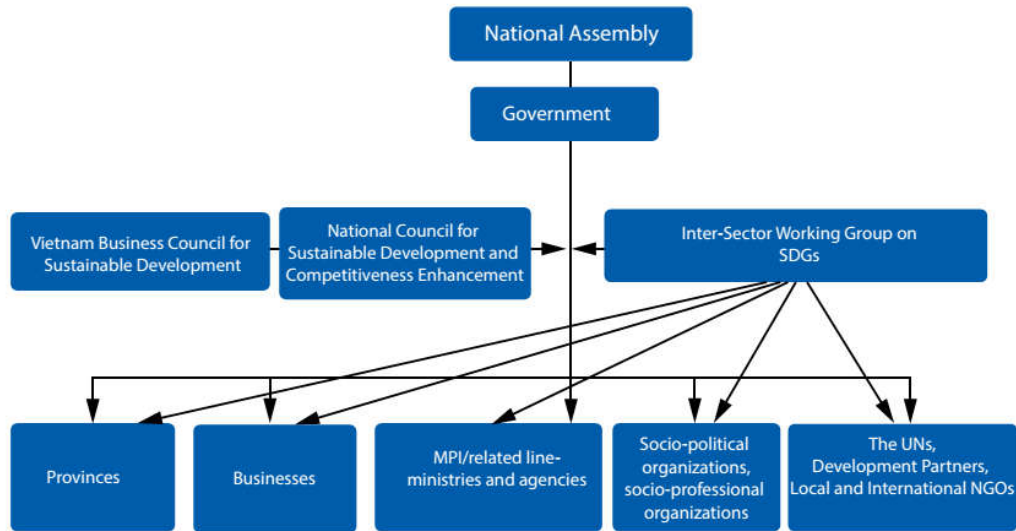 National Assembly
Government
Vietnam Business Council for
Sustainable Development
National Council for
Sustainable Development and
Competitiveness Enhancement
Inter-Sector Working Group on
SDGs
Provinces
Businesses
MPI/related line-
ministries and agencies
Socio-political
organizations,
socio-professional
organizations
The UNs,
Development Partners,
Local and International NGOs